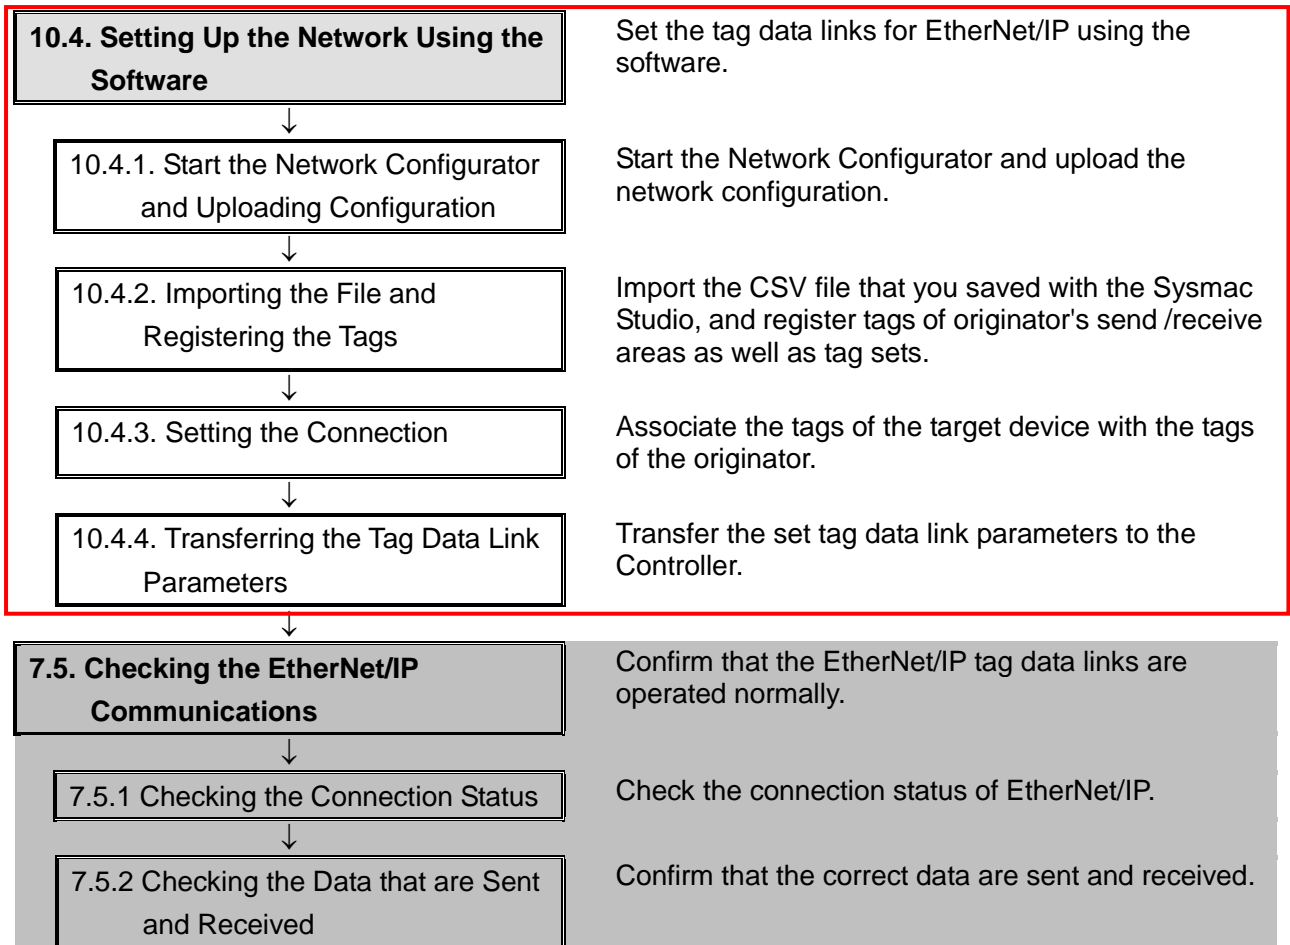 10.4. Setting Up the Network Using the
Software
Set the tag data links for EtherNet/IP using the
software.
↓
10.4.1. Start the Network Configurator
and Uploading Configuration
Start the Network Configurator and upload the
network configuration.
↓
10.4.2. Importing the File and
Registering the Tags
Import the CSV file that you saved with the Sysmac
Studio, and register tags of originator's send /receive
areas as well as tag sets.
↓
10.4.3. Setting the Connection
Associate the tags of the target device with the tags
of the originator.
↓
10.4.4. Transferring the Tag Data Link
Parameters
Transfer the set tag data link parameters to the
Controller.
↓
7.5. Checking the EtherNet/IP
Communications
Confirm that the EtherNet/IP tag data links are
operated normally.
↓
7.5.1 Checking the Connection Status
Check the connection status of EtherNet/IP.
↓
7.5.2 Checking the Data that are Sent
and Received
Confirm that the correct data are sent and received.